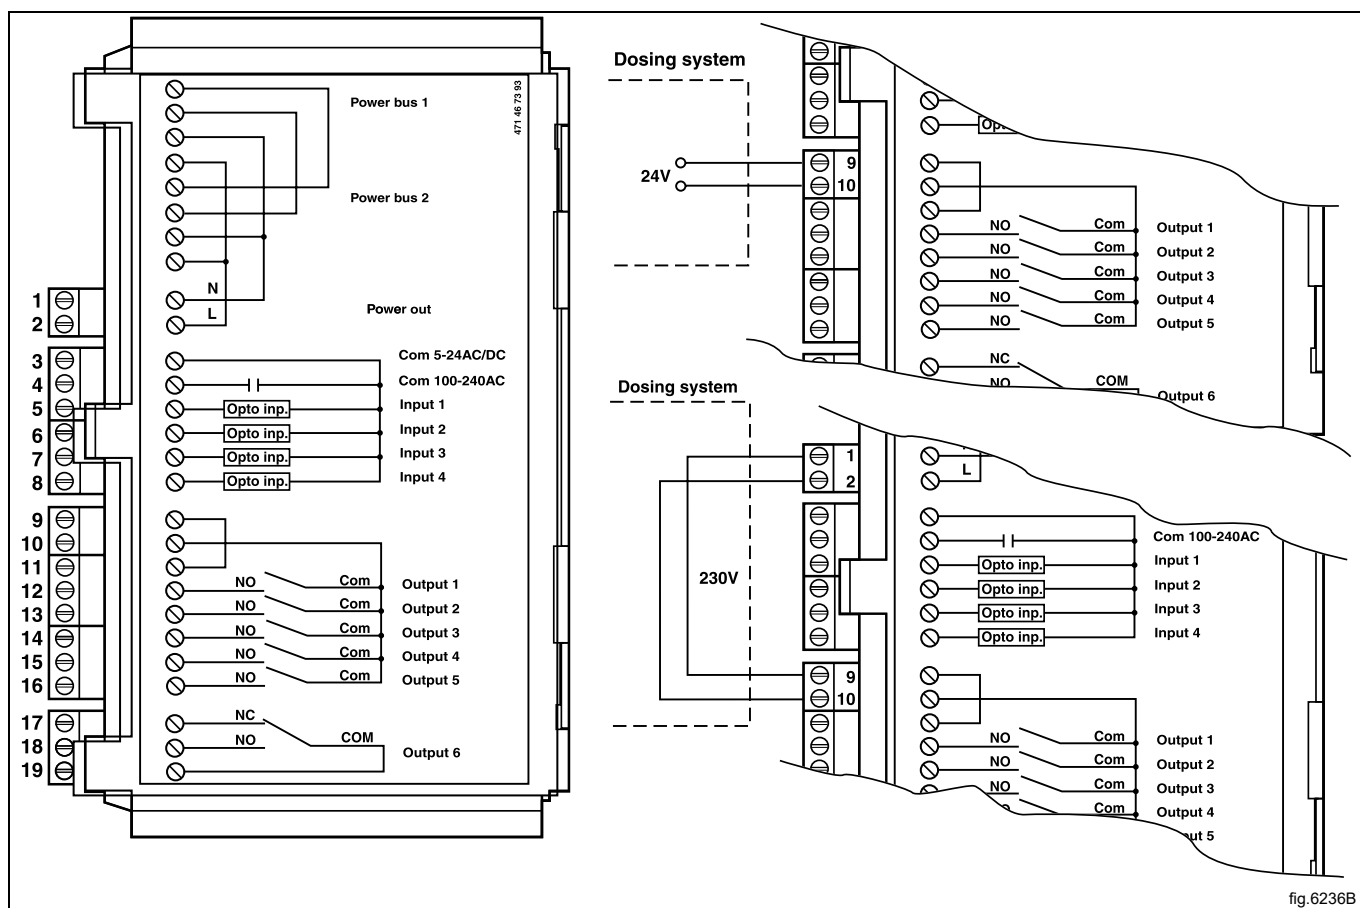 471 46 73 93
Power bus 1
Power bus 2
N
L
Power out
1
2
3
4
5
6
7
8
9
10
11
12
13
14
15
16
17
18
19
Com 5-24AC/DC
Com 100-240AC
Opto inp. Input 1
Opto inp. Input 2
Opto inp. Input 3
Opto inp. Input 4
NO Com Output 1
NO Com Output 2
NO Com Output 3
NO Com Output 4
NO Com Output 5
NC
NO COM Output 6
Dosing system
24V
9
10
NO Com Output 1
NO Com Output 2
NO Com Output 3
NO Com Output 4
NO Com Output 5
NC
NO COM Output 6
Dosing system
230V
1
2
L
Com 100-240AC
Opto inp. Input 1
Opto inp. Input 2
Opto inp. Input 3
Opto inp. Input 4
9
10
NO Com Output 1
NO Com Output 2
NO Com Output 3
Com Output 4
5
fig.6236B